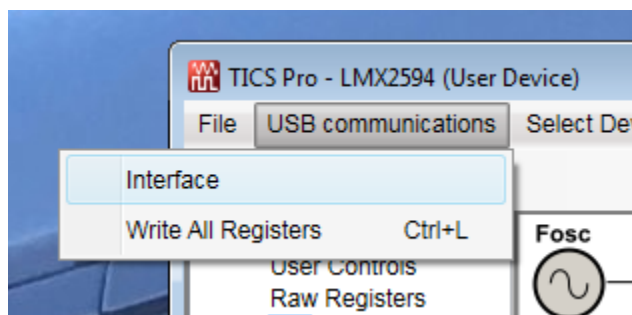 TICS Pro - LMX2594 (User Device)
File USB communications Select De
Interface
Write All Registers Ctrl+L
Fosc
User Controls
Raw Registers